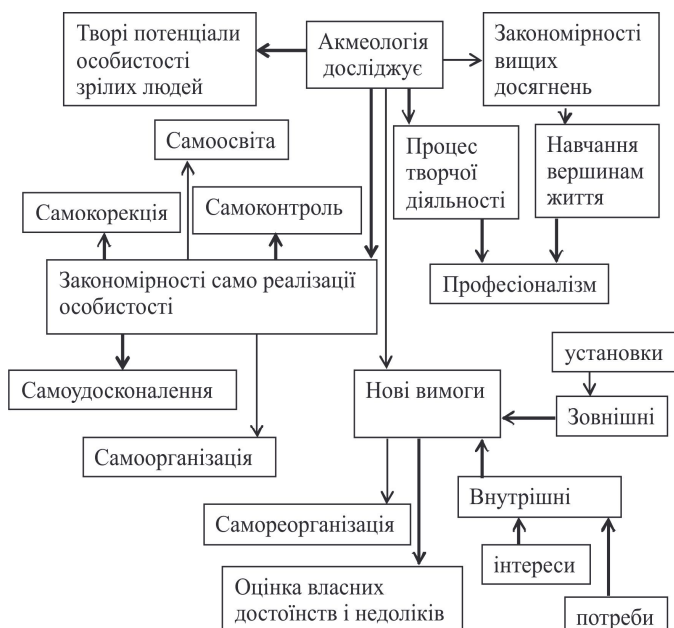 Творі потенціали
особистості
зрілих людей
Акмеологія
досліджує
Закономірності
вищих
досягнень
Самоосвіта
Процес
творчої
діяльності
Навчання
вершинам
життя
Самокорекція
Самоконтроль
Закономірності само реалізації
особистості
Професіоналізм
установки
Самоудосконалення
Нові вимоги
Зовнішні
Самоорганізація
Внутрішні
Самореорганізація
інтереси
Оцінка власних
достоїнств і недоліків
потреби